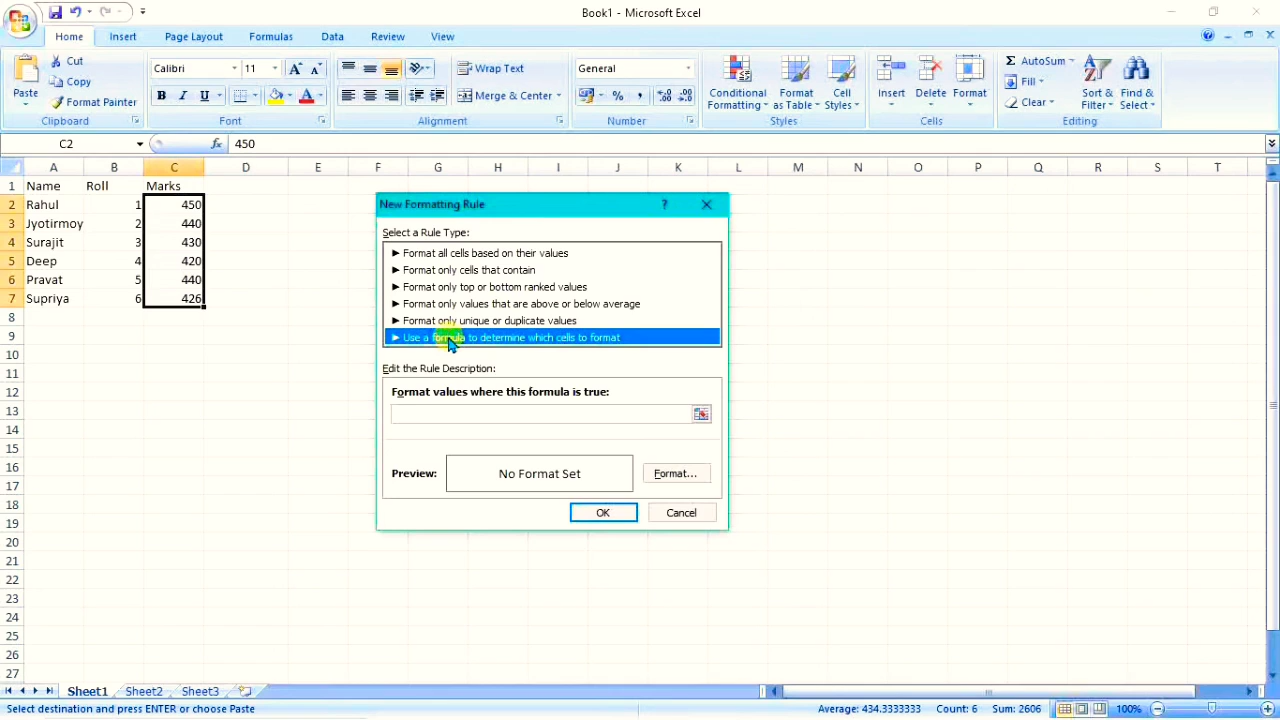 Book1 - Microsoft Excel
Home Insert Page Layout Formulas Data Review View
Paste
Cut
Copy
Format Painter
Clipboard
Calibri 11
A A
B I U A
Font
Wrap Text
Merge & Center
Alignment
General
% ,
Number
Conditional Formatting
Format as Table
Cell Styles
Styles
Insert Delete Format
Cells
Σ AutoSum
Fill
Clear
Sort & Filter
Find & Select
Editing
C2 fx 450
A B C D E F G H I J K L M N O P Q R S T
1 Name Roll Marks
2 Rahul 1 450
3 Jyotirmoy 2 440
4 Surajit 3 430
5 Deep 4 420
6 Pravat 5 440
7 Supriya 6 426
8
9
10
11
12
13
14
15
16
17
18
19
20
21
22
23
24
25
26
27
New Formatting Rule ?
Select a Rule Type:
► Format all cells based on their values
► Format only cells that contain
► Format only top or bottom ranked values
► Format only values that are above or below average
► Format only unique or duplicate values
► Use a formula to determine which cells to format
Edit the Rule Description:
Format values where this formula is true:
Preview: No Format Set Format...
OK Cancel
Sheet1 Sheet2 Sheet3
Select destination and press ENTER or choose Paste Average: 434.3333333 Count: 6 Sum: 2606 100%